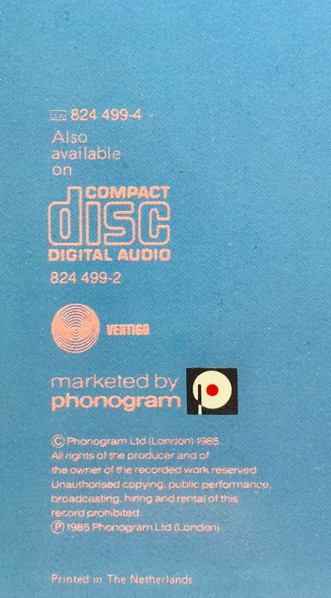 824 499-4
Also
available
on
COMPACT
disc
DIGITAL AUDIO
824 499-2
VERTIGO
marketed by
phonogram
Ⓒ Phonogram Ltd (London) 1985.
All rights of the producer and of
the owner of the recorded work reserved
Unauthorised copying, public performance,
broadcasting, hiring and rental of this
record prohibited.
Ⓟ 1985 Phonogram Ltd (London)
Printed in The Netherlands